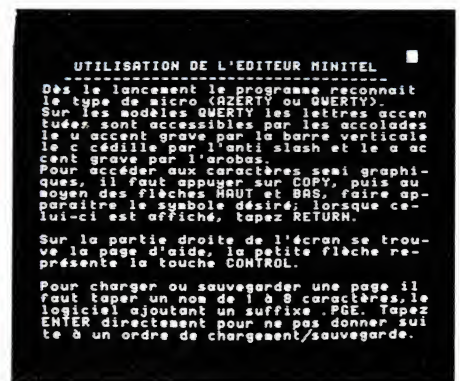 UTILISATION DE L'EDITEUR MINITEL
Dès le lancement le programme reconnait
le type de micro (AZERTY ou QWERTY).
Sur les modèles QWERTY les lettres accen
tuées sont accessibles par les accolades
le u accent grave par la barre verticale
le c cédille par l'anti slash et le a ac
cent grave par l'arobas.
Pour accéder aux caractères semi graphi-
ques, il faut appuyer sur COPY, puis au
moyen des flèches HAUT et BAS, faire ap-
paraitre le symbole désiré; lorsque ce-
lui-ci est affiché, tapez RETURN.
Sur la partie droite de l'écran se trou-
ve la page d'aide, la petite flèche re-
présente la touche CONTROL.
Pour charger ou sauvegarder une page il
faut taper un nom de 1 à 8 caractères,le
logiciel ajoutant un suffixe .PGE. Tapez
ENTER directement pour ne pas donner sui
te à un ordre de chargement/sauvegarde.